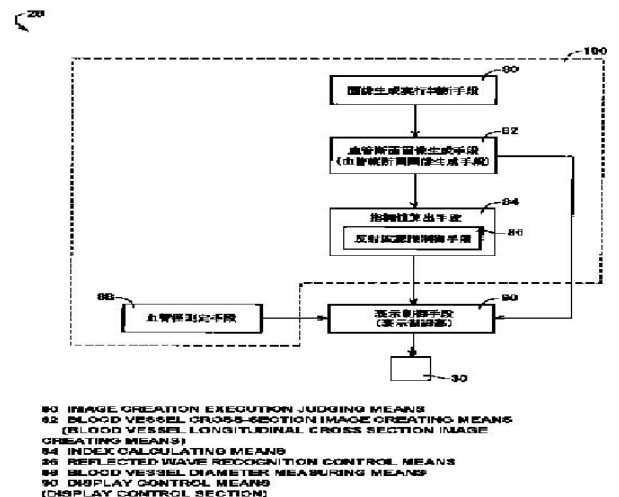 28
100
80
画像生成実行判断手段
82
血管断面画像生成手段
(血管縦断面画像生成手段)
84
指標値算出手段
86
反射波認識制御手段
88
血管径測定手段
90
表示制御手段
(表示制御部)
30
80 IMAGE CREATION EXECUTION JUDGING MEANS
82 BLOOD VESSEL CROSS-SECTION IMAGE CREATING MEANS
(BLOOD VESSEL LONGITUDINAL CROSS SECTION IMAGE
CREATING MEANS)
84 INDEX CALCULATING MEANS
86 REFLECTED WAVE RECOGNITION CONTROL MEANS
88 BLOOD VESSEL DIAMETER MEASURING MEANS
90 DISPLAY CONTROL MEANS
(DISPLAY CONTROL SECTION)